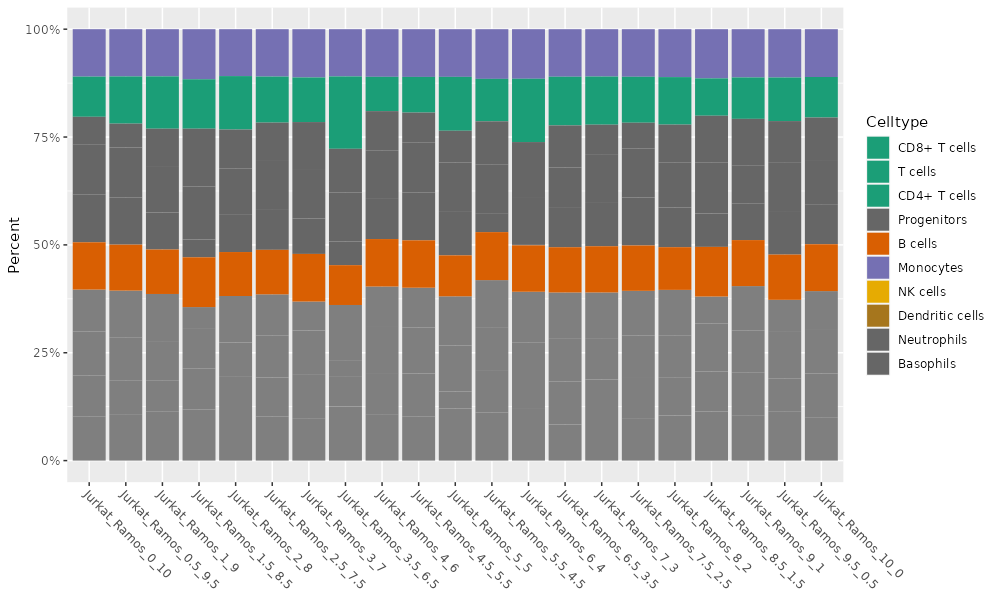 100%
75%
50%
25%
0%
Percent
Jurkat_Ramos_0_10
Jurkat_Ramos_0.5_9.5
Jurkat_Ramos_1_9
Jurkat_Ramos_1.5_8.5
Jurkat_Ramos_2_8
Jurkat_Ramos_2.5_7.5
Jurkat_Ramos_3_7
Jurkat_Ramos_3.5_6.5
Jurkat_Ramos_4_6
Jurkat_Ramos_4.5_5.5
Jurkat_Ramos_5_5
Jurkat_Ramos_5.5_4.5
Jurkat_Ramos_6_4
Jurkat_Ramos_6.5_3.5
Jurkat_Ramos_7_3
Jurkat_Ramos_7.5_2.5
Jurkat_Ramos_8_2
Jurkat_Ramos_8.5_1.5
Jurkat_Ramos_9_1
Jurkat_Ramos_9.5_0.5
Jurkat_Ramos_10_0
Celltype
CD8+ T cells
T cells
CD4+ T cells
Progenitors
B cells
Monocytes
NK cells
Dendritic cells
Neutrophils
Basophils